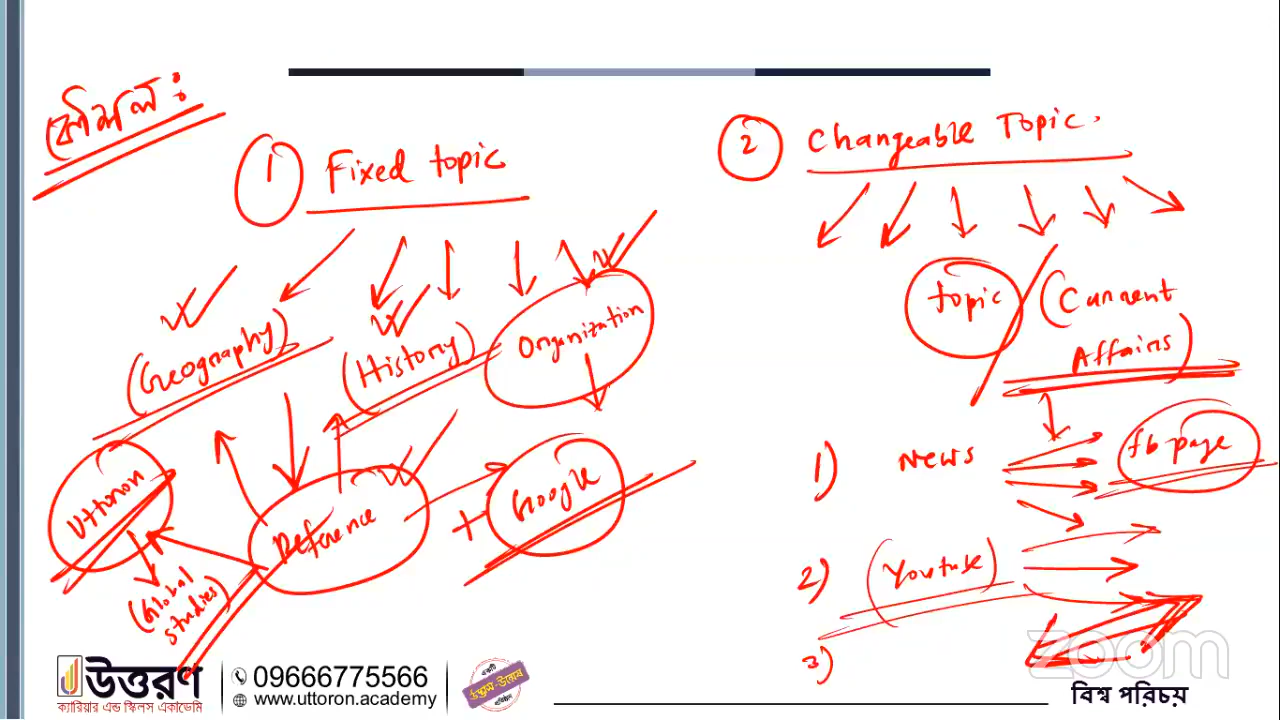 কৌশল :
1 Fixed topic
2 Changeable Topic.
(Geography)
(History)
Organization
topic
(Current
Affairs)
Uttoron
(Global
studies)
Reference
+ Google
1) News
fb page
2) (Youtube)
3)
zoom
উত্তরণ
ক্যারিয়ার এন্ড স্কিলস একাডেমি
09666775566
www.uttoron.academy
বিশ্ব পরিচয়